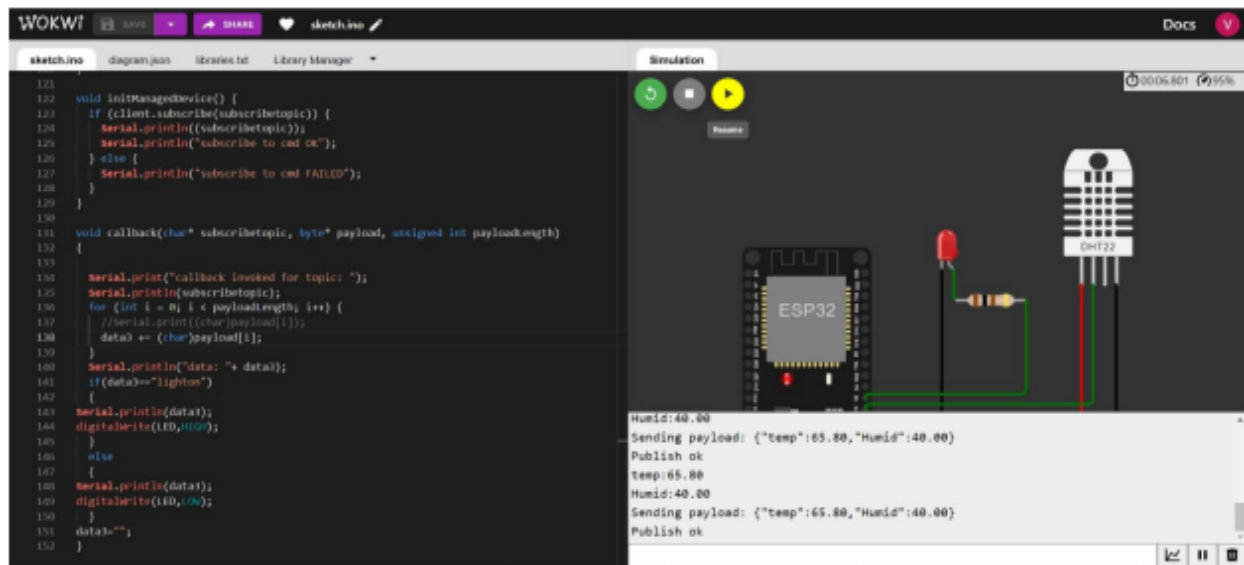 WOKWi SAVE SHARE sketch.ino Docs V
sketch.ino diagram.json libraries.txt Library Manager
Simulation
00:06.801 95%
Resume
121
122 void initManagedDevice() {
123 if (client.subscribe(subscribetopic)) {
124 Serial.println((subscribetopic));
125 Serial.println("subscribe to cmd OK");
126 } else {
127 Serial.println("subscribe to cmd FAILED");
128 }
129 }
130
131 void callback(char* subscribetopic, byte* payload, unsigned int payloadLength)
132 {
133
134 Serial.print("callback invoked for topic: ");
135 Serial.println(subscribetopic);
136 for (int i = 0; i < payloadLength; i++) {
137 //Serial.print((char)payload[i]);
138 data3 += (char)payload[i];
139 }
140 Serial.println("data: "+ data3);
141 if(data3=="lighton")
142 {
143 Serial.println(data3);
144 digitalWrite(LED,HIGH);
145 }
146 else
147 {
148 Serial.println(data3);
149 digitalWrite(LED,LOW);
150 }
151 data3="";
152 }
DHT22
ESP32
Humid:40.00
Sending payload: {"temp":65.80,"Humid":40.00}
Publish ok
temp:65.80
Humid:40.00
Sending payload: {"temp":65.80,"Humid":40.00}
Publish ok